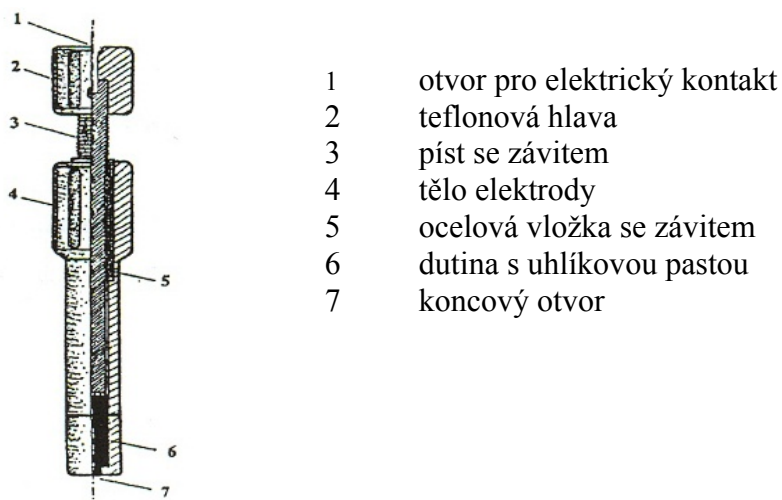 1
2
3
4
5
6
7
1 otvor pro elektrický kontakt
2 teflonová hlava
3 píst se závitem
4 tělo elektrody
5 ocelová vložka se závitem
6 dutina s uhlíkovou pastou
7 koncový otvor